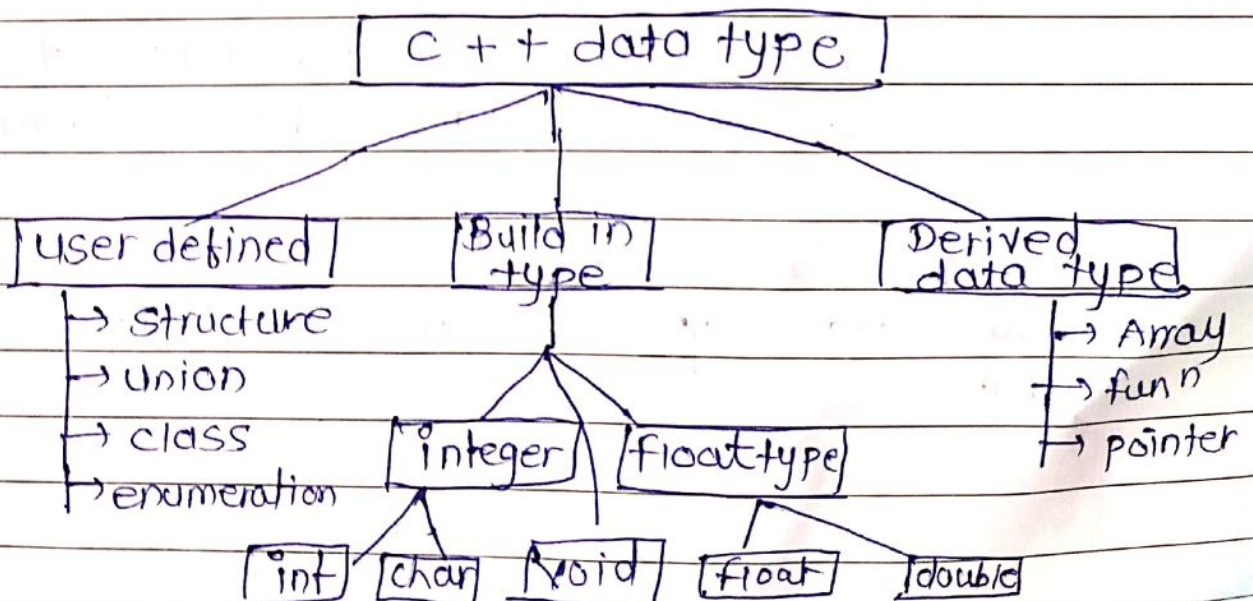 C + + data type
user defined
Build in
type
Derived
data type
→ structure
→ union
→ class
→ enumeration
integer
float type
int
char
void
float
double
→ Array
→ funⁿ
→ pointer